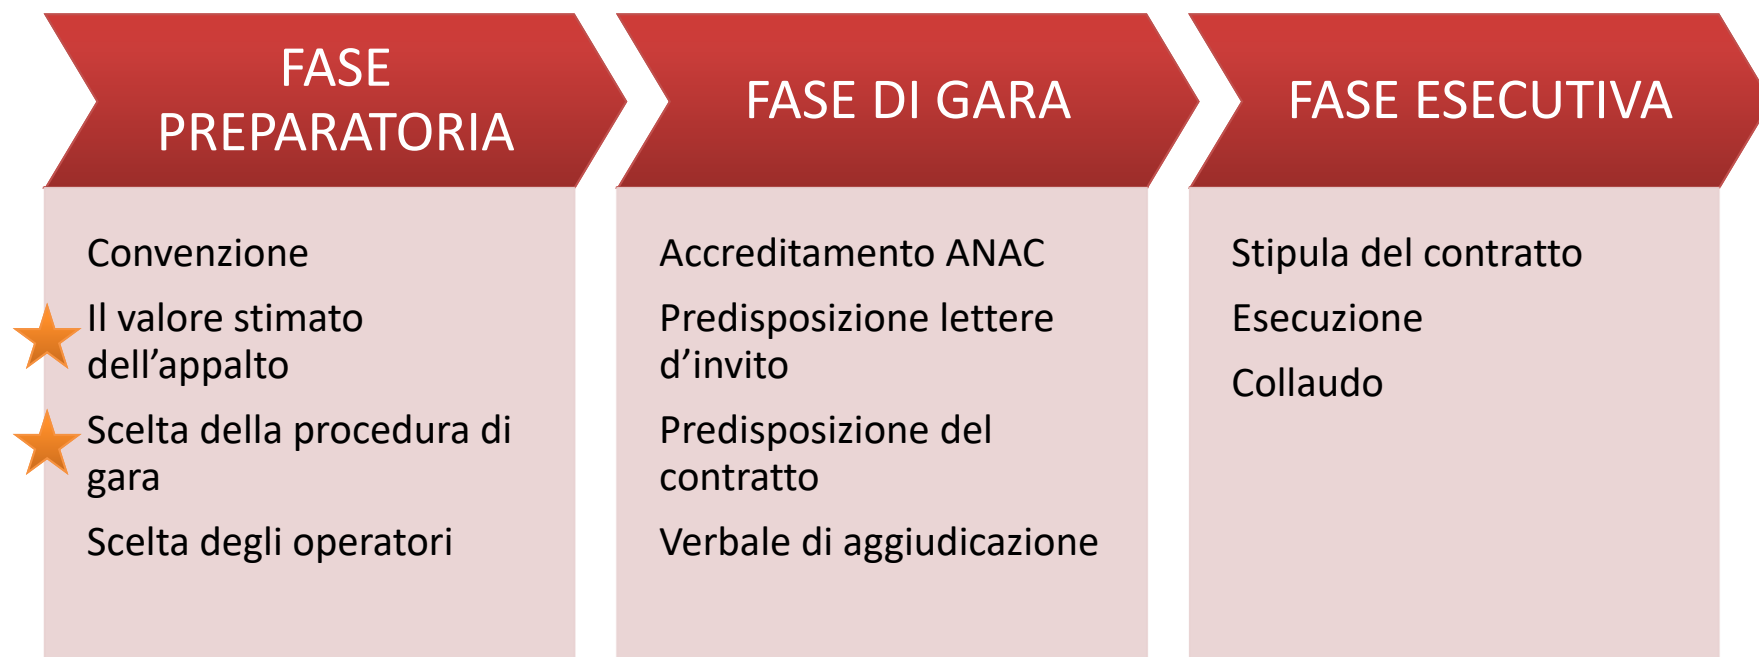 FASE
PREPARATORIA
Convenzione
Il valore stimato
dell’appalto
Scelta della procedura di
gara
Scelta degli operatori
FASE DI GARA
Accreditamento ANAC
Predisposizione lettere
d’invito
Predisposizione del
contratto
Verbale di aggiudicazione
FASE ESECUTIVA
Stipula del contratto
Esecuzione
Collaudo